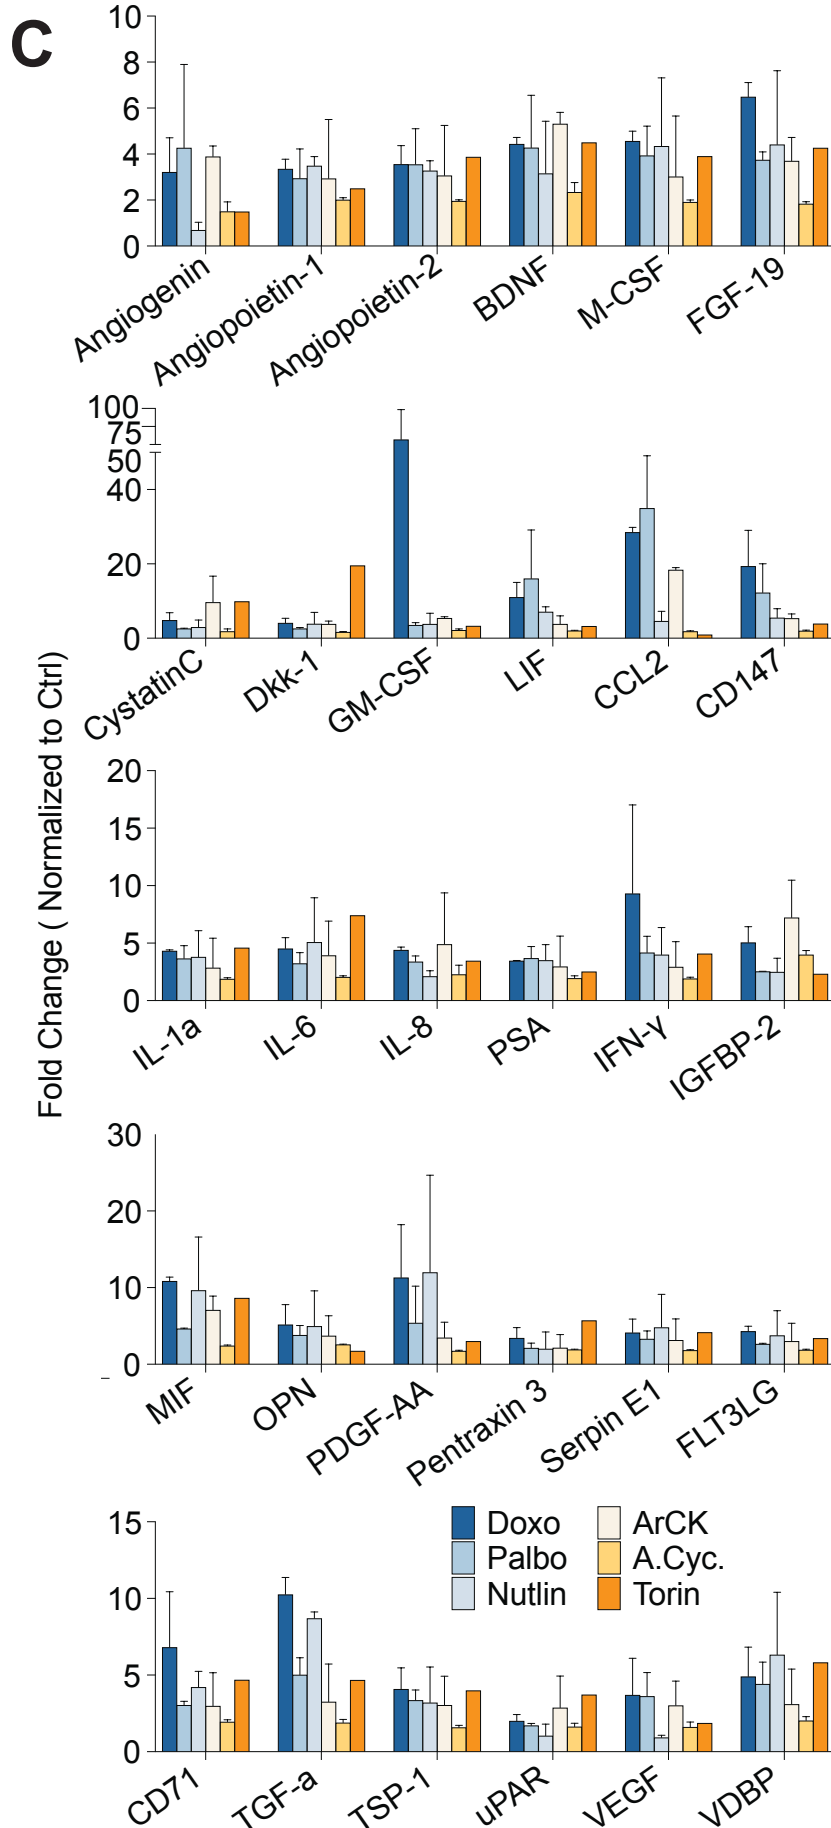 C
Fold Change ( Normalized to Ctrl)
10
8
6
4
2
0
Angiogenin
Angiopoietin-1
Angiopoietin-2
BDNF
M-CSF
FGF-19
100
75
50
40
20
0
CystatinC
Dkk-1
GM-CSF
LIF
CCL2
CD147
20
15
10
5
0
IL-1a
IL-6
IL-8
PSA
IFN-γ
IGFBP-2
30
20
10
0
MIF
OPN
PDGF-AA
Pentraxin 3
Serpin E1
FLT3LG
15
10
5
0
Doxo
Palbo
Nutlin
ArCK
A.Cyc.
Torin
CD71
TGF-a
TSP-1
uPAR
VEGF
VDBP